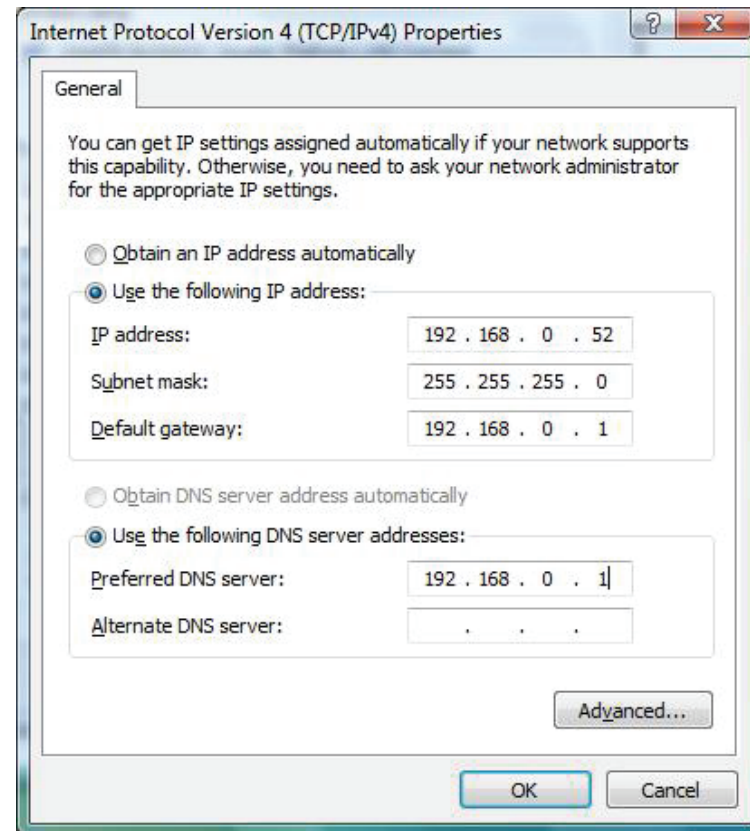 Internet Protocol Version 4 (TCP/IPv4) Properties
?
X
General
You can get IP settings assigned automatically if your network supports
this capability. Otherwise, you need to ask your network administrator
for the appropriate IP settings.
Obtain an IP address automatically
Use the following IP address:
IP address: 192 . 168 . 0 . 52
Subnet mask: 255 . 255 . 255 . 0
Default gateway: 192 . 168 . 0 . 1
Obtain DNS server address automatically
Use the following DNS server addresses:
Preferred DNS server: 192 . 168 . 0 . 1
Alternate DNS server: . . .
Advanced...
OK Cancel